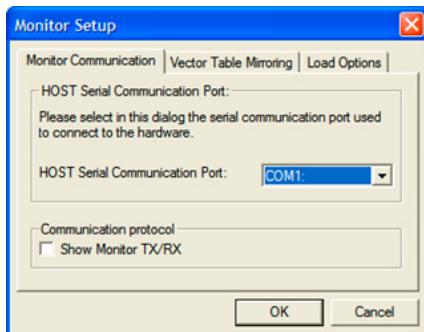 Monitor Setup
Monitor Communication
Vector Table Mirroring
Load Options
HOST Serial Communication Port:
Please select in this dialog the serial communication port used
to connect to the hardware.
HOST Serial Communication Port:
COM1:
Communication protocol
Show Monitor TX/RX
OK
Cancel